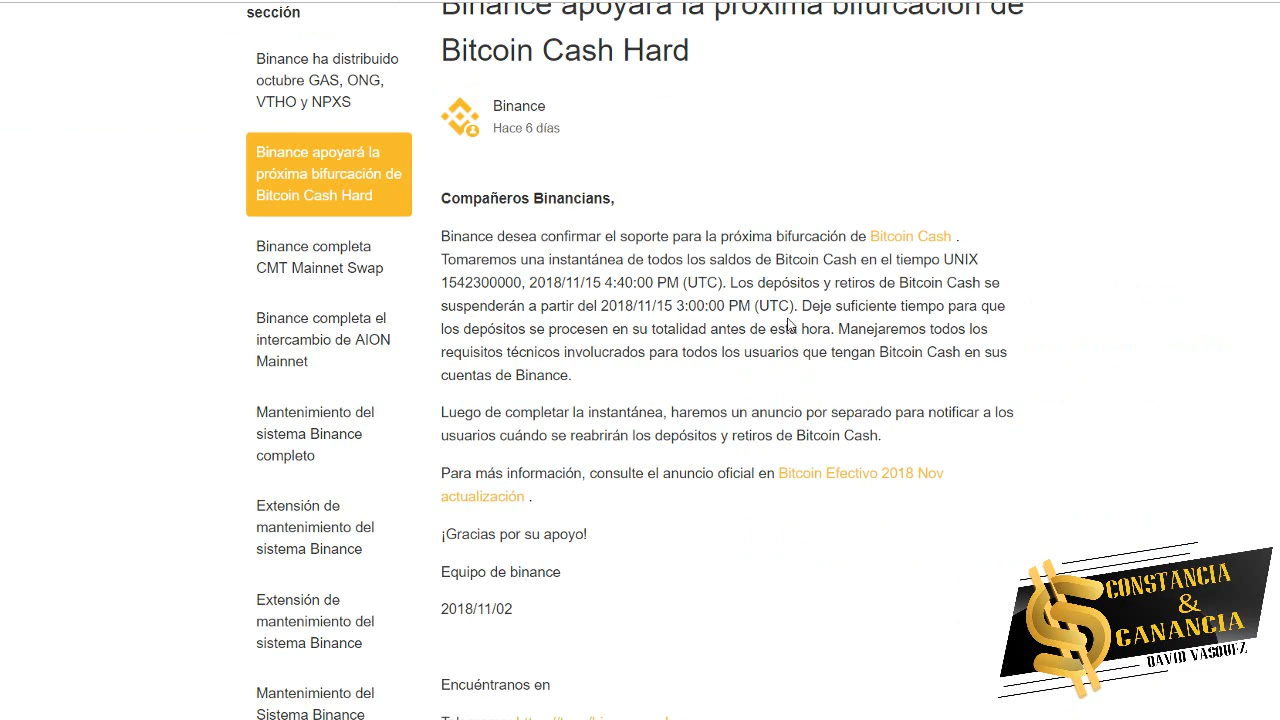 sección
Binance ha distribuido
octubre GAS, ONG,
VTHO y NPXS
Binance apoyará la
próxima bifurcación de
Bitcoin Cash Hard
Binance completa
CMT Mainnet Swap
Binance completa el
intercambio de AION
Mainnet
Mantenimiento del
sistema Binance
completo
Extensión de
mantenimiento del
sistema Binance
Extensión de
mantenimiento del
sistema Binance
Mantenimiento del
Sistema Binance
Binance apoyará la próxima bifurcación de
Bitcoin Cash Hard
Binance
Hace 6 días
Compañeros Binancians,
Binance desea confirmar el soporte para la próxima bifurcación de Bitcoin Cash .
Tomaremos una instantánea de todos los saldos de Bitcoin Cash en el tiempo UNIX
1542300000, 2018/11/15 4:40:00 PM (UTC). Los depósitos y retiros de Bitcoin Cash se
suspenderán a partir del 2018/11/15 3:00:00 PM (UTC). Deje suficiente tiempo para que
los depósitos se procesen en su totalidad antes de esta hora. Manejaremos todos los
requisitos técnicos involucrados para todos los usuarios que tengan Bitcoin Cash en sus
cuentas de Binance.
Luego de completar la instantánea, haremos un anuncio por separado para notificar a los
usuarios cuándo se reabrirán los depósitos y retiros de Bitcoin Cash.
Para más información, consulte el anuncio oficial en Bitcoin Efectivo 2018 Nov
actualización .
¡Gracias por su apoyo!
Equipo de binance
2018/11/02
Encuéntranos en
CONSTANCIA
&
GANANCIA
DAVID VASQUEZ